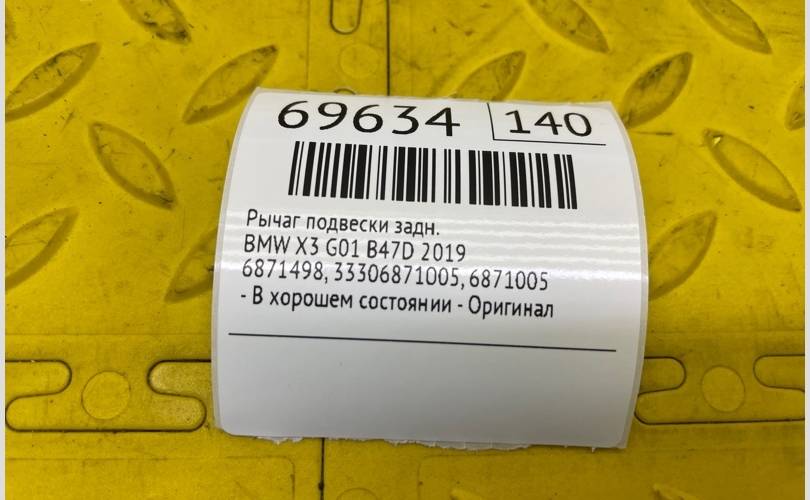 69634 140
Рычаг подвески задн.
BMW X3 G01 B47D 2019
6871498, 33306871005, 6871005
- В хорошем состоянии - Оригинал